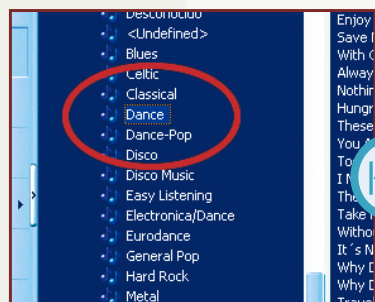 Desconocido
<Undefined>
Blues
Celtic
Classical
Dance
Dance-Pop
Disco
Disco Music
Easy Listening
Electronica/Dance
Eurodance
General Pop
Hard Rock
Metal
Enjoy
Save
With
Alway
Nothin
Hungr
These
You
To
I
The
Take
Witho
It´s N
Why
Why